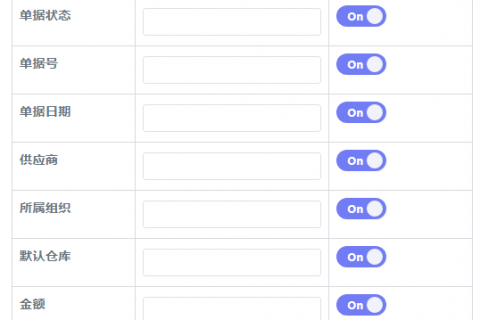 单据状态 On
单据号 On
单据日期 On
供应商 On
所属组织 On
默认仓库 On
金额 On